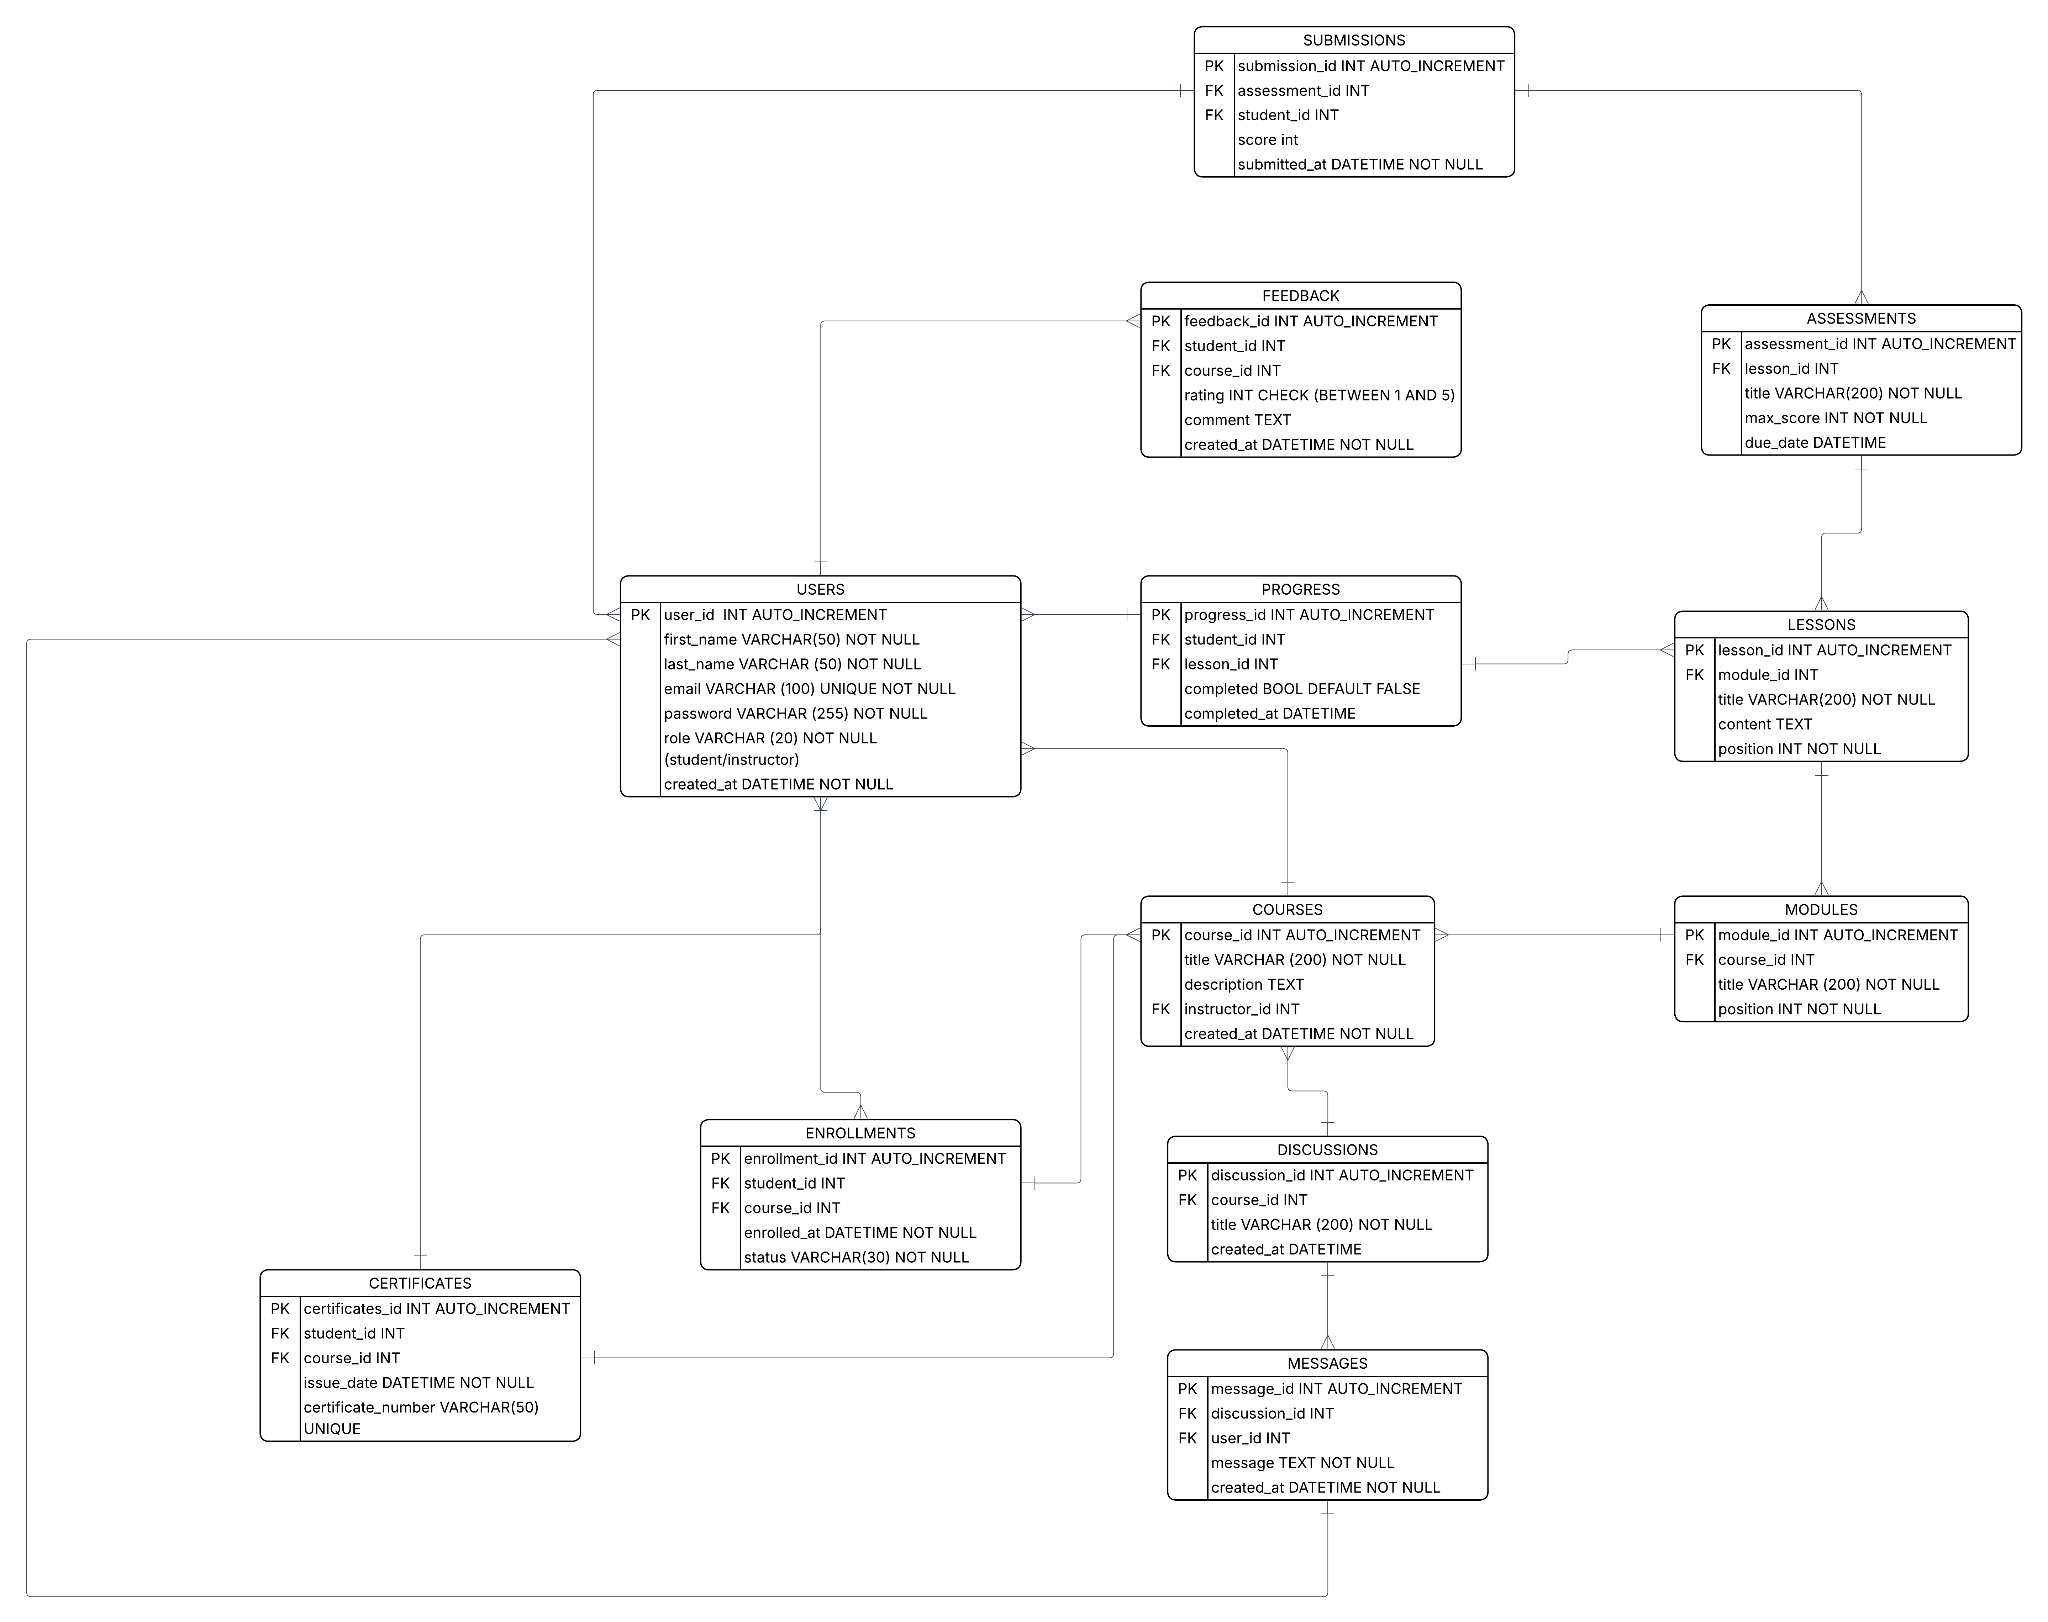 SUBMISSIONS
PK submission_id INT AUTO_INCREMENT
FK assessment_id INT
FK student_id INT
score int
submitted_at DATETIME NOT NULL
FEEDBACK
PK feedback_id INT AUTO_INCREMENT
FK student_id INT
FK course_id INT
rating INT CHECK (BETWEEN 1 AND 5)
comment TEXT
created_at DATETIME NOT NULL
ASSESSMENTS
PK assessment_id INT AUTO_INCREMENT
FK lesson_id INT
title VARCHAR(200) NOT NULL
max_score INT NOT NULL
due_date DATETIME
USERS
PK user_id  INT AUTO_INCREMENT
first_name VARCHAR(50) NOT NULL
last_name VARCHAR (50) NOT NULL
email VARCHAR (100) UNIQUE NOT NULL
password VARCHAR (255) NOT NULL
role VARCHAR (20) NOT NULL
(student/instructor)
created_at DATETIME NOT NULL
PROGRESS
PK progress_id INT AUTO_INCREMENT
FK student_id INT
FK lesson_id INT
completed BOOL DEFAULT FALSE
completed_at DATETIME
LESSONS
PK lesson_id INT AUTO_INCREMENT
FK module_id INT
title VARCHAR(200) NOT NULL
content TEXT
position INT NOT NULL
COURSES
PK course_id INT AUTO_INCREMENT
title VARCHAR (200) NOT NULL
description TEXT
FK instructor_id INT
created_at DATETIME NOT NULL
MODULES
PK module_id INT AUTO_INCREMENT
FK course_id INT
title VARCHAR (200) NOT NULL
position INT NOT NULL
ENROLLMENTS
PK enrollment_id INT AUTO_INCREMENT
FK student_id INT
FK course_id INT
enrolled_at DATETIME NOT NULL
status VARCHAR(30) NOT NULL
DISCUSSIONS
PK discussion_id INT AUTO_INCREMENT
FK course_id INT
title VARCHAR (200) NOT NULL
created_at DATETIME
CERTIFICATES
PK certificates_id INT AUTO_INCREMENT
FK student_id INT
FK course_id INT
issue_date DATETIME NOT NULL
certificate_number VARCHAR(50)
UNIQUE
MESSAGES
PK message_id INT AUTO_INCREMENT
FK discussion_id INT
FK user_id INT
message TEXT NOT NULL
created_at DATETIME NOT NULL